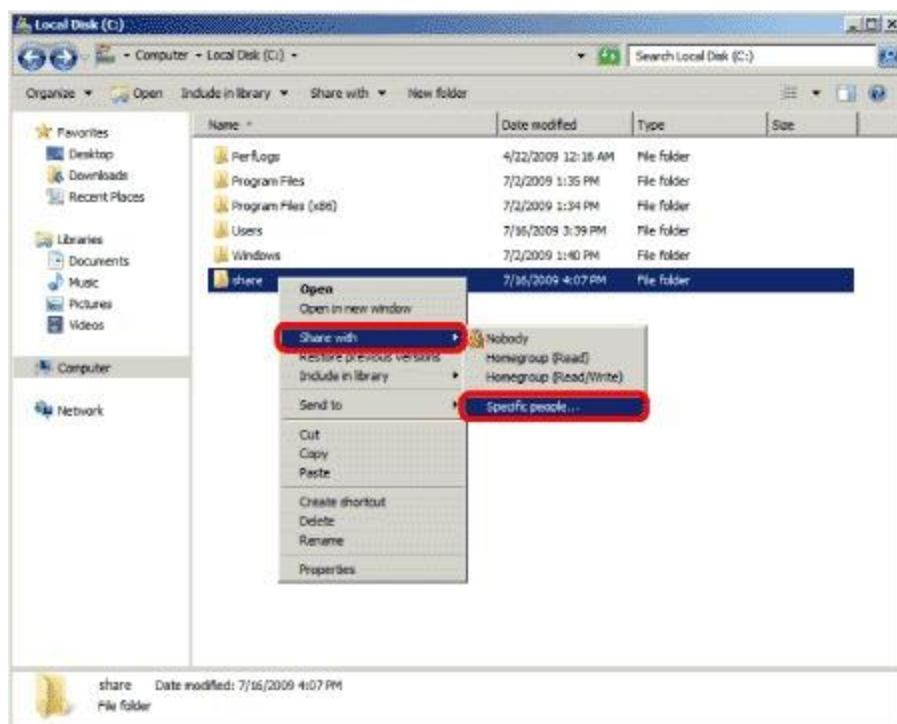 Local Disk (C:)
Computer Local Disk (C:) Search Local Disk (C:)
Organize Open Include in library Share with New folder
Name Date modified Type Size
Favorites
Desktop
Downloads
Recent Places
Libraries
Documents
Music
Pictures
Videos
Computer
Network
PerfLogs 4/22/2009 12:16 AM File folder
Program Files 7/2/2009 1:35 PM File folder
Program Files (x86) 7/2/2009 1:34 PM File folder
Users 7/16/2009 3:39 PM File folder
Windows 7/2/2009 1:40 PM File folder
share 7/16/2009 4:07 PM File folder
Open
Open in new window
Share with
Restore previous versions
Include in library
Send to
Cut
Copy
Paste
Create shortcut
Delete
Rename
Properties
Nobody
Homegroup (Read)
Homegroup (Read/Write)
Specific people...
share Date modified: 7/16/2009 4:07 PM
File folder